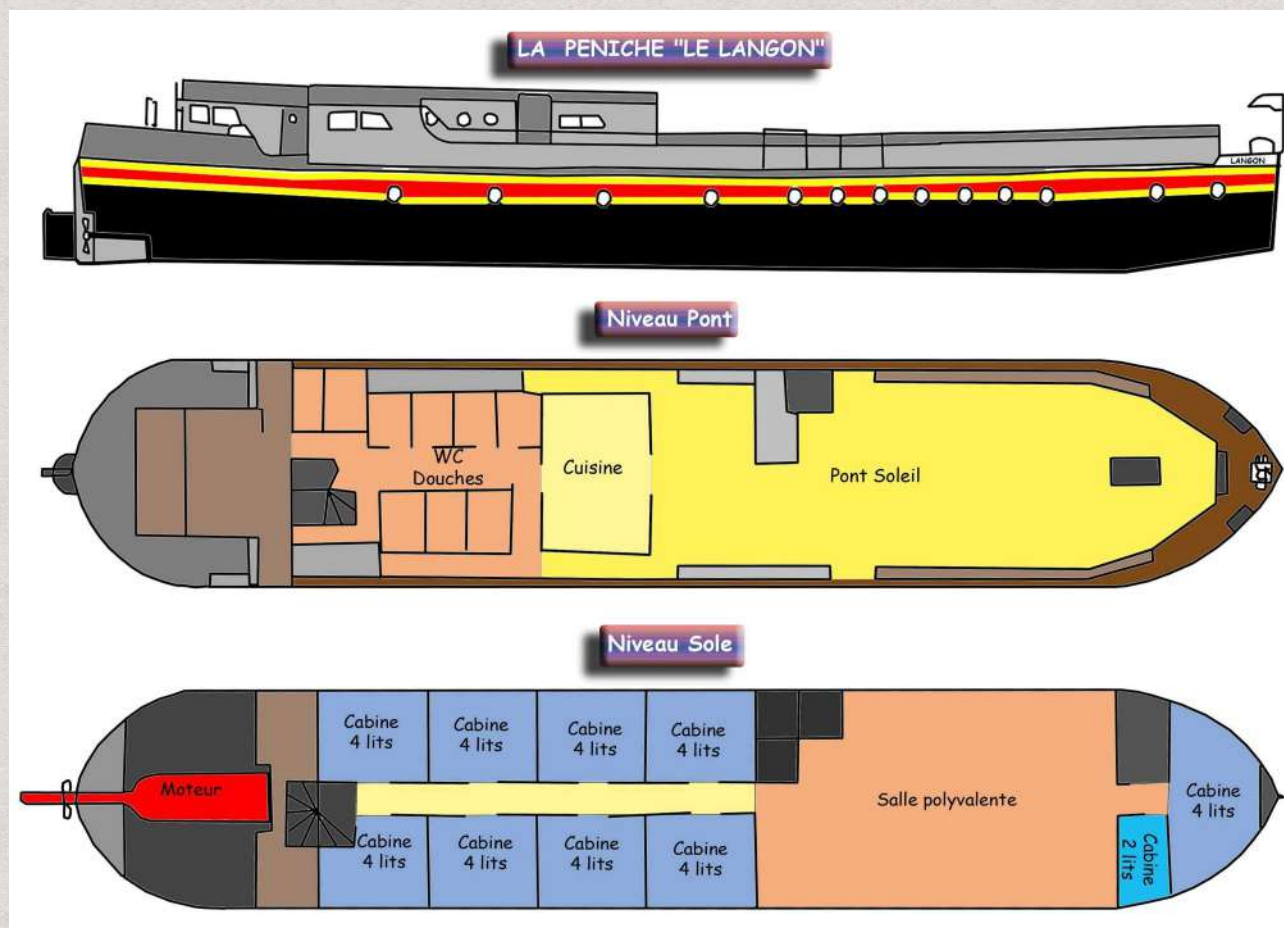 LA PENICHE "LE LANGON"
LANGON
Niveau Pont
WC
Douches
Cuisine
Pont Soleil
Niveau Sole
Cabine
4 lits
Cabine
4 lits
Cabine
4 lits
Cabine
4 lits
Moteur
Salle polyvalente
Cabine
4 lits
Cabine
4 lits
Cabine
4 lits
Cabine
4 lits
Cabine
4 lits
Cabine
2 lits